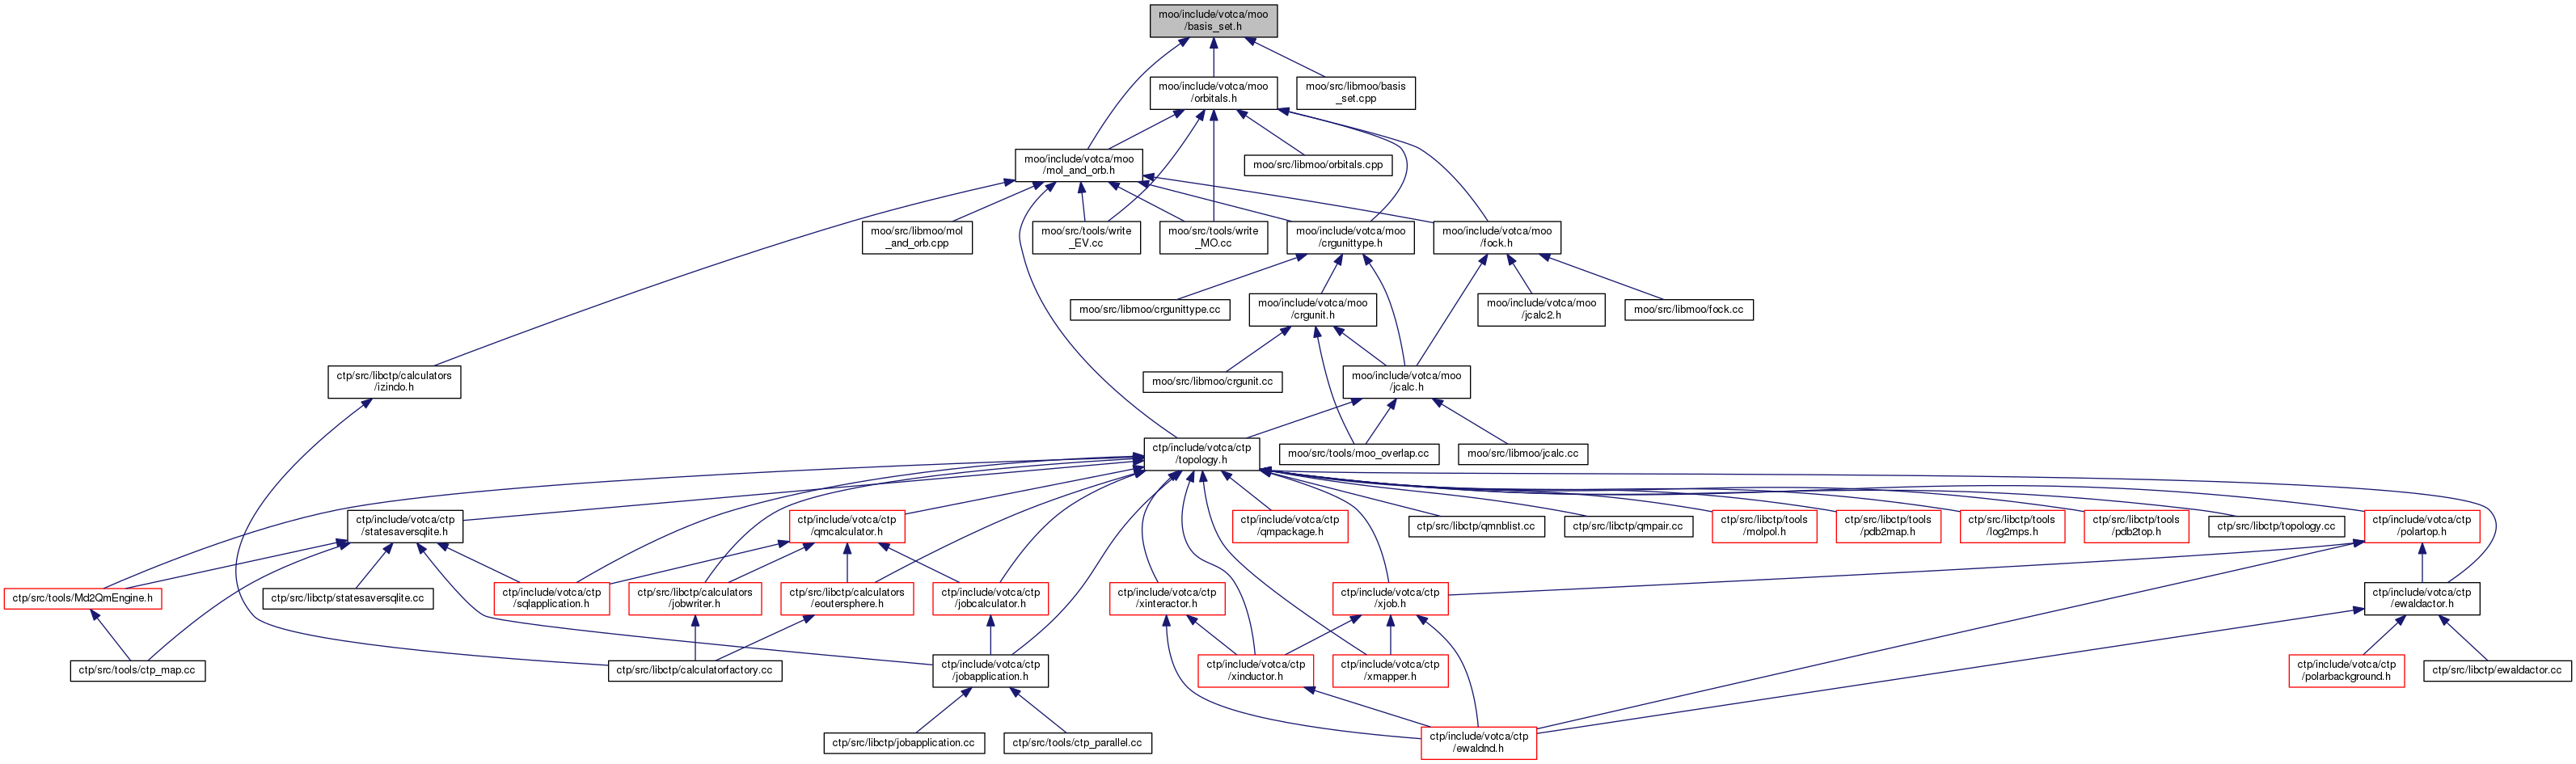 moo/include/votca/moo
/basis_set.h
moo/include/votca/moo
/orbitals.h
moo/src/libmoo/basis
_set.cpp
moo/include/votca/moo
/mol_and_orb.h
moo/src/libmoo/orbitals.cpp
moo/src/libmoo/mol
_and_orb.cpp
moo/src/tools/write
_EV.cc
moo/src/tools/write
_MO.cc
moo/include/votca/moo
/crgunittype.h
moo/include/votca/moo
/fock.h
moo/src/libmoo/crgunittype.cc
moo/include/votca/moo
/crgunit.h
moo/include/votca/moo
/jcalc2.h
moo/src/libmoo/fock.cc
ctp/src/libctp/calculators
/izindo.h
moo/src/libmoo/crgunit.cc
moo/include/votca/moo
/jcalc.h
ctp/include/votca/ctp
/topology.h
moo/src/tools/moo_overlap.cc
moo/src/libmoo/jcalc.cc
ctp/include/votca/ctp
/statesaversqlite.h
ctp/include/votca/ctp
/qmcalculator.h
ctp/include/votca/ctp
/qmpackage.h
ctp/src/libctp/qmnblist.cc
ctp/src/libctp/qmpair.cc
ctp/src/libctp/tools
/molpol.h
ctp/src/libctp/tools
/pdb2map.h
ctp/src/libctp/tools
/log2mps.h
ctp/src/libctp/tools
/pdb2top.h
ctp/src/libctp/topology.cc
ctp/include/votca/ctp
/polartop.h
ctp/src/tools/Md2QmEngine.h
ctp/src/libctp/statesaversqlite.cc
ctp/include/votca/ctp
/sqlapplication.h
ctp/src/libctp/calculators
/jobwriter.h
ctp/src/libctp/calculators
/eoutersphere.h
ctp/include/votca/ctp
/jobcalculator.h
ctp/include/votca/ctp
/xinteractor.h
ctp/include/votca/ctp
/xjob.h
ctp/include/votca/ctp
/ewaldactor.h
ctp/src/tools/ctp_map.cc
ctp/src/libctp/calculatorfactory.cc
ctp/include/votca/ctp
/jobapplication.h
ctp/include/votca/ctp
/xinductor.h
ctp/include/votca/ctp
/xmapper.h
ctp/include/votca/ctp
/polarbackground.h
ctp/src/libctp/ewaldactor.cc
ctp/src/libctp/jobapplication.cc
ctp/src/tools/ctp_parallel.cc
ctp/include/votca/ctp
/ewaldnd.h